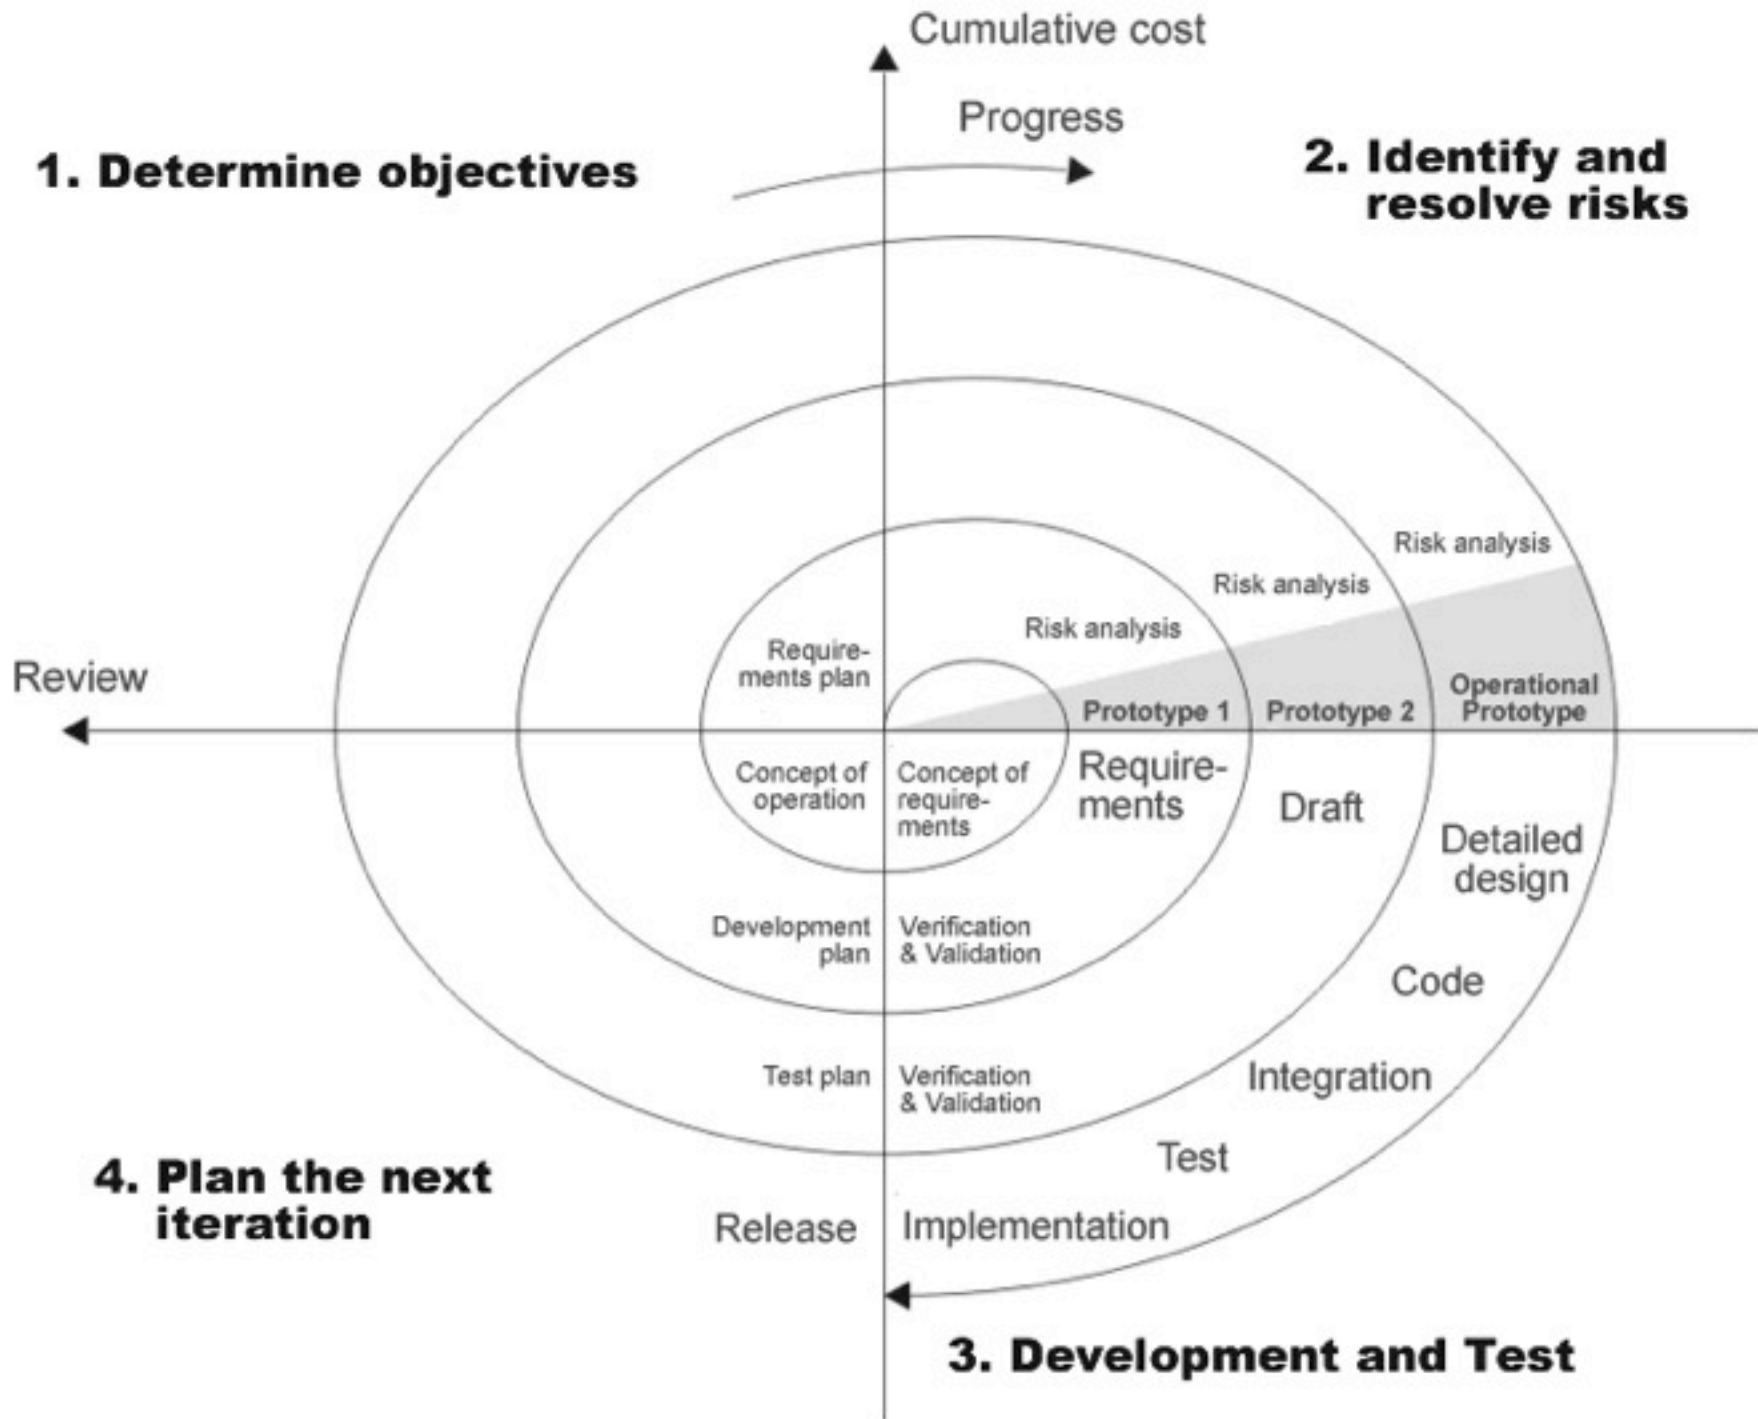 Cumulative cost
Progress
1. Determine objectives
2. Identify and
resolve risks
Risk analysis
Risk analysis
Risk analysis
Require-
ments plan
Review
Operational
Prototype
Prototype 1
Prototype 2
Concept of
operation
Concept of
require-
ments
Require-
ments
Draft
Detailed
design
Development
plan
Verification
& Validation
Code
Test plan
Verification
& Validation
Integration
Test
4. Plan the next
iteration
Release
Implementation
3. Development and Test